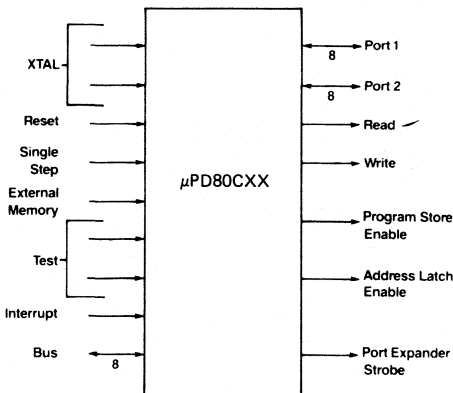 XTAL
Reset
Single
Step
External
Memory
Test
Interrupt
Bus
8
µPD80CXX
8
Port 1
8
Port 2
Read
Write
Program Store
Enable
Address Latch
Enable
Port Expander
Strobe